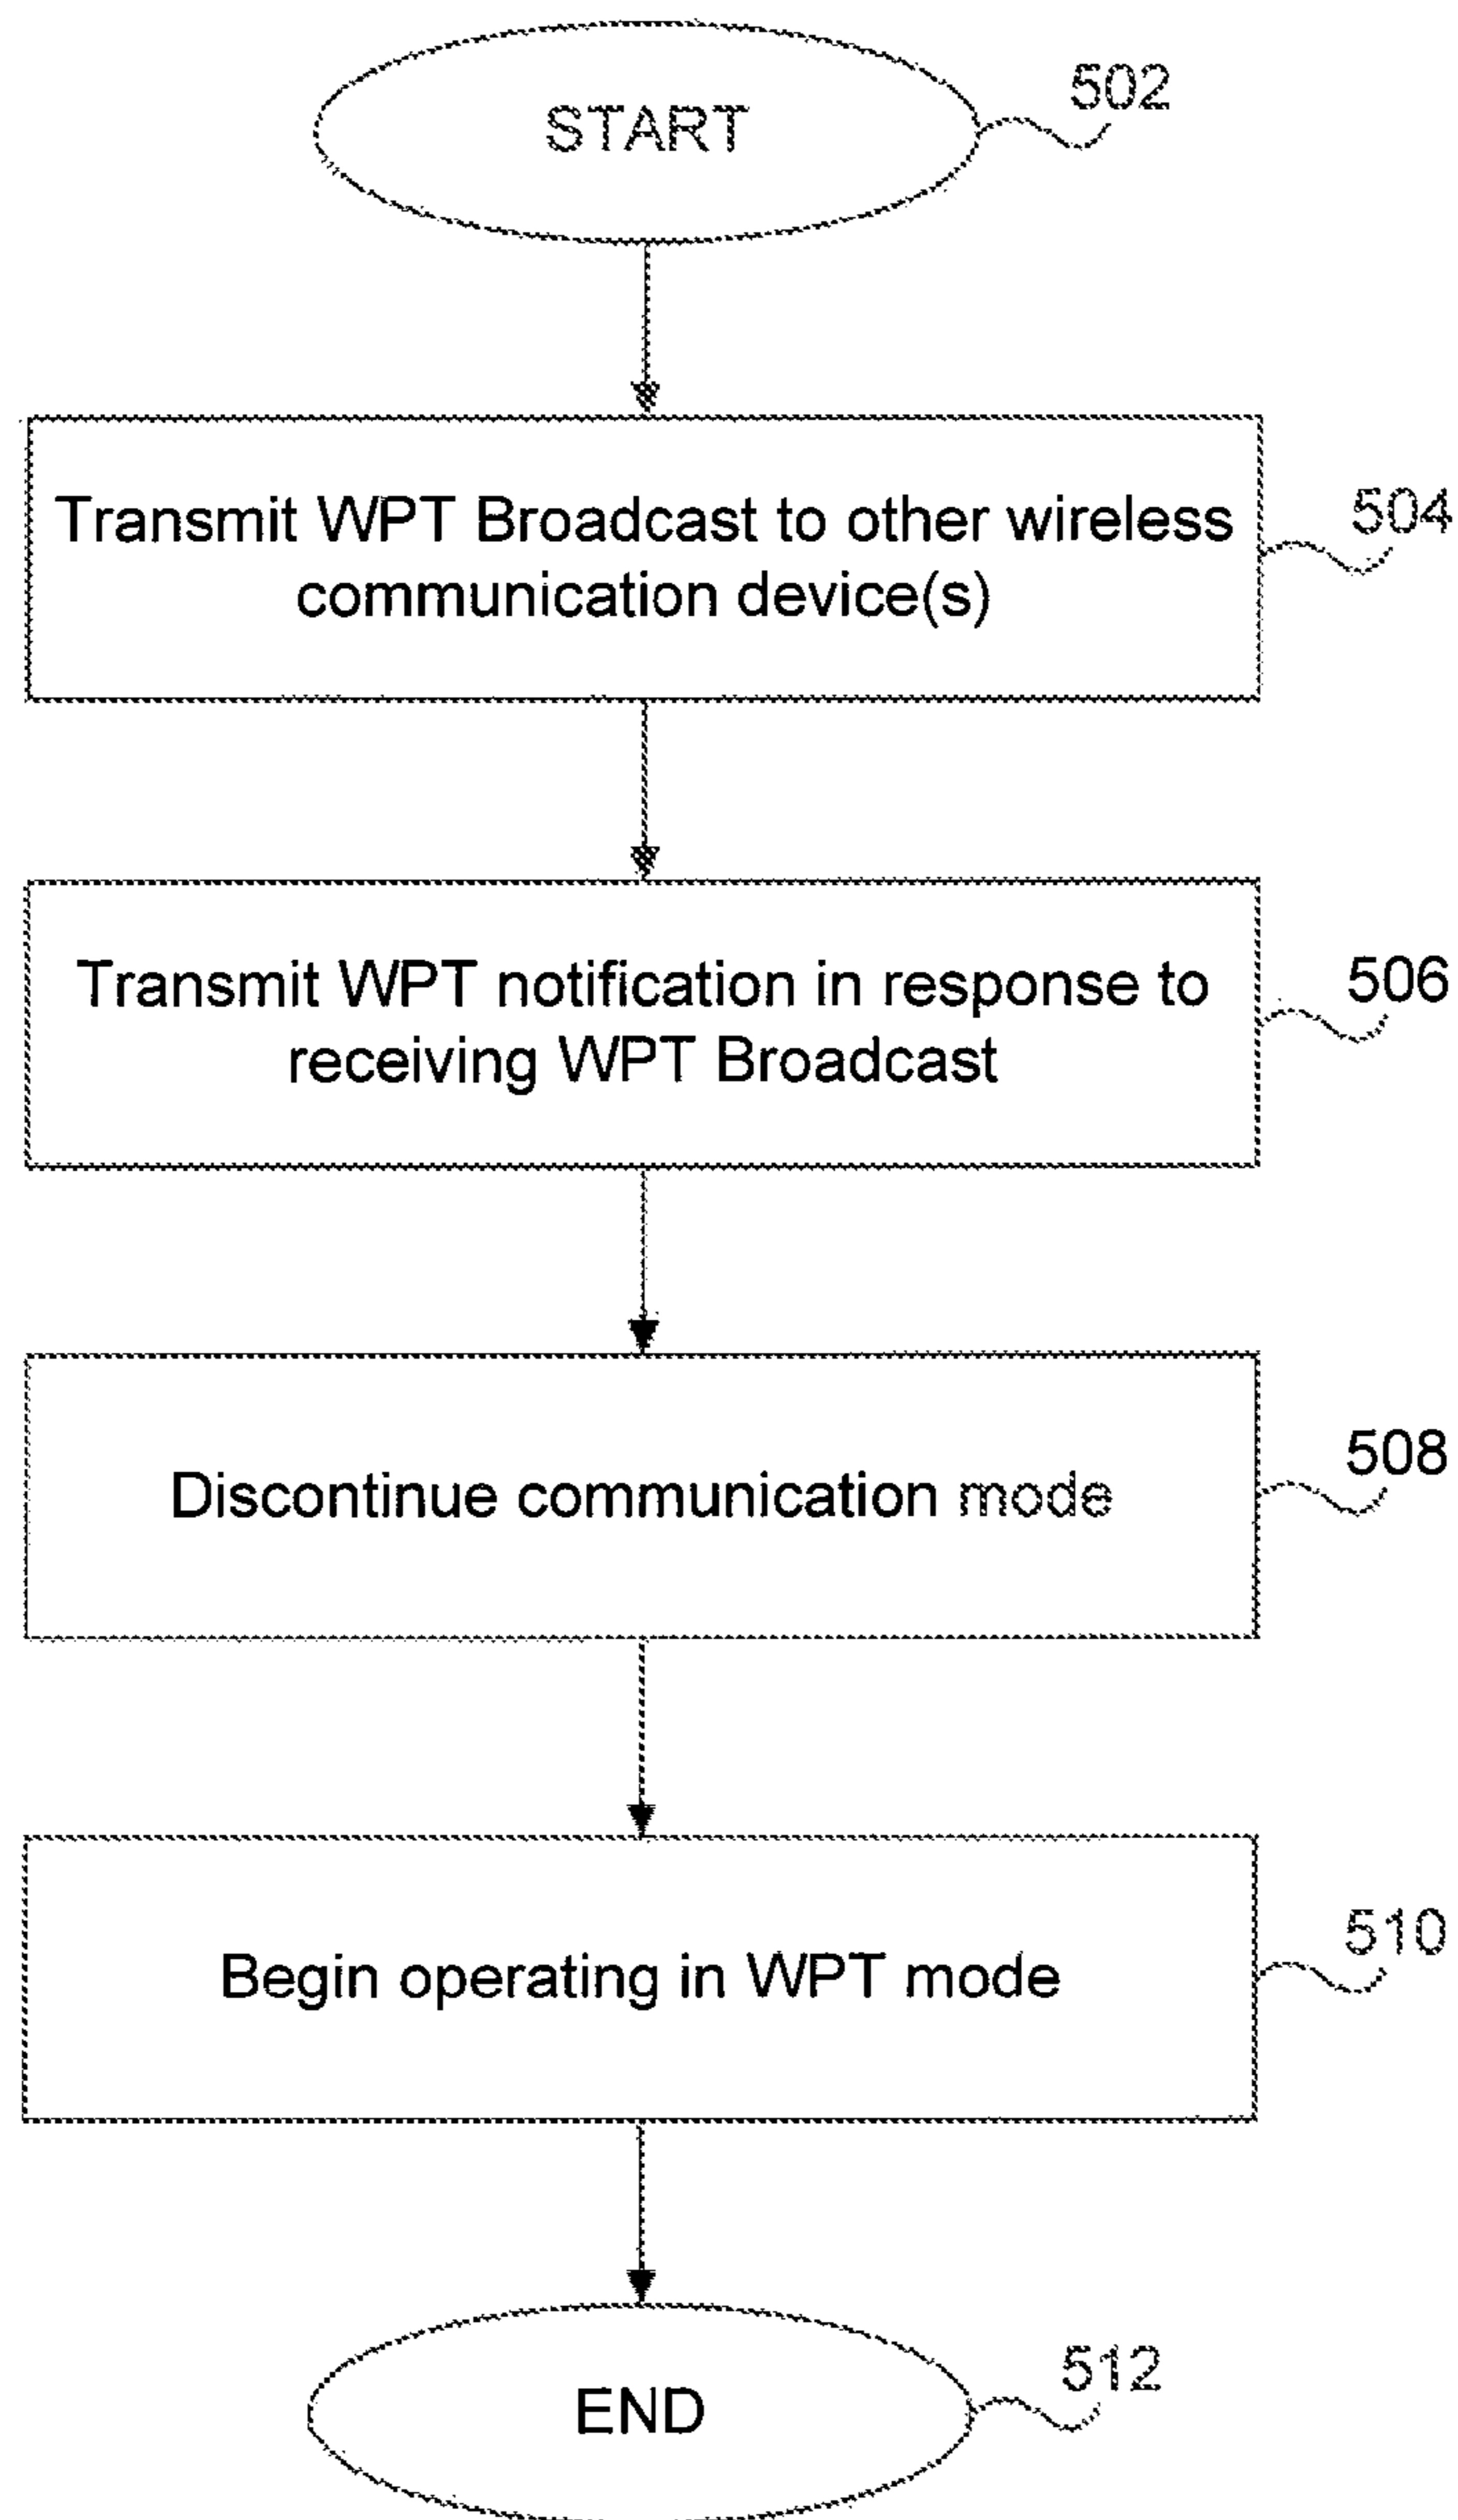 START
502
Transmit WPT Broadcast to other wireless
communication device(s)
504
Transmit WPT notification in response to
receiving WPT Broadcast
506
Discontinue communication mode
508
Begin operating in WPT mode
510
END
512